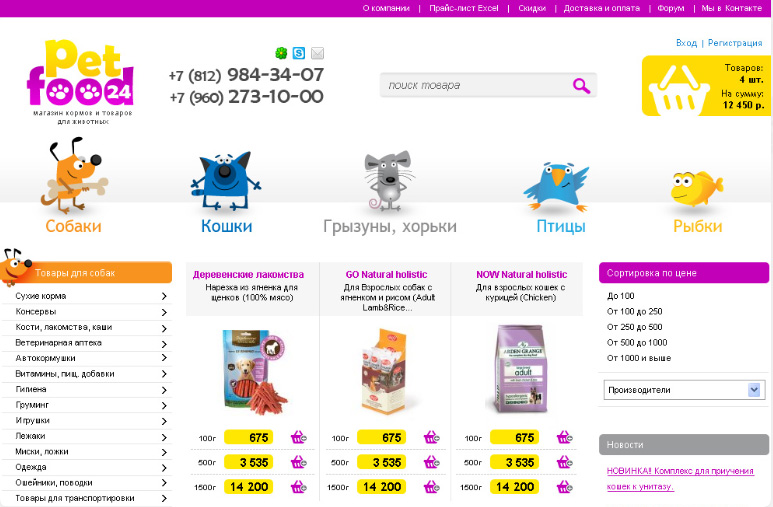 О компании | Прайс-лист Excel | Скидки | Доставка и оплата | Форум | Мы в Контакте
Pet
food24
магазин кормов и товаров
для животных
+7 (812) 984-34-07
+7 (960) 273-10-00
поиск товара
Вход | Регистрация
Товаров:
4 шт.
На сумму:
12 450 р.
Собаки
Кошки
Грызуны, хорьки
Птицы
Рыбки
Товары для собак
Сухие корма
Консервы
Кости, лакомства, каши
Ветеринарная аптека
Автокормушки
Витамины, пищ. добавки
Гигиена
Груминг
Игрушки
Лежаки
Миски, ложки
Одежда
Ошейники, поводки
Товары для транспортировки
Деревенские лакомства
Нарезка из ягненка для
щенков (100% мясо)
100г 675
500г 3 535
1500г 14 200
GO Natural holistic
Для Взрослых собак с
ягненком и рисом (Adult
Lamb&Rice...
100г 675
500г 3 535
1500г 14 200
NOW Natural holistic
Для взрослых кошек с
курицей (Chicken)
ARDEN GRANGE
adult
100г 675
500г 3 535
1500г 14 200
Сортировка по цене
До 100
От 100 до 250
От 250 до 500
От 500 до 1000
От 1000 и выше
Производители
Новости
НОВИНКА!! Комплекс для приучения
кошек к унитазу.